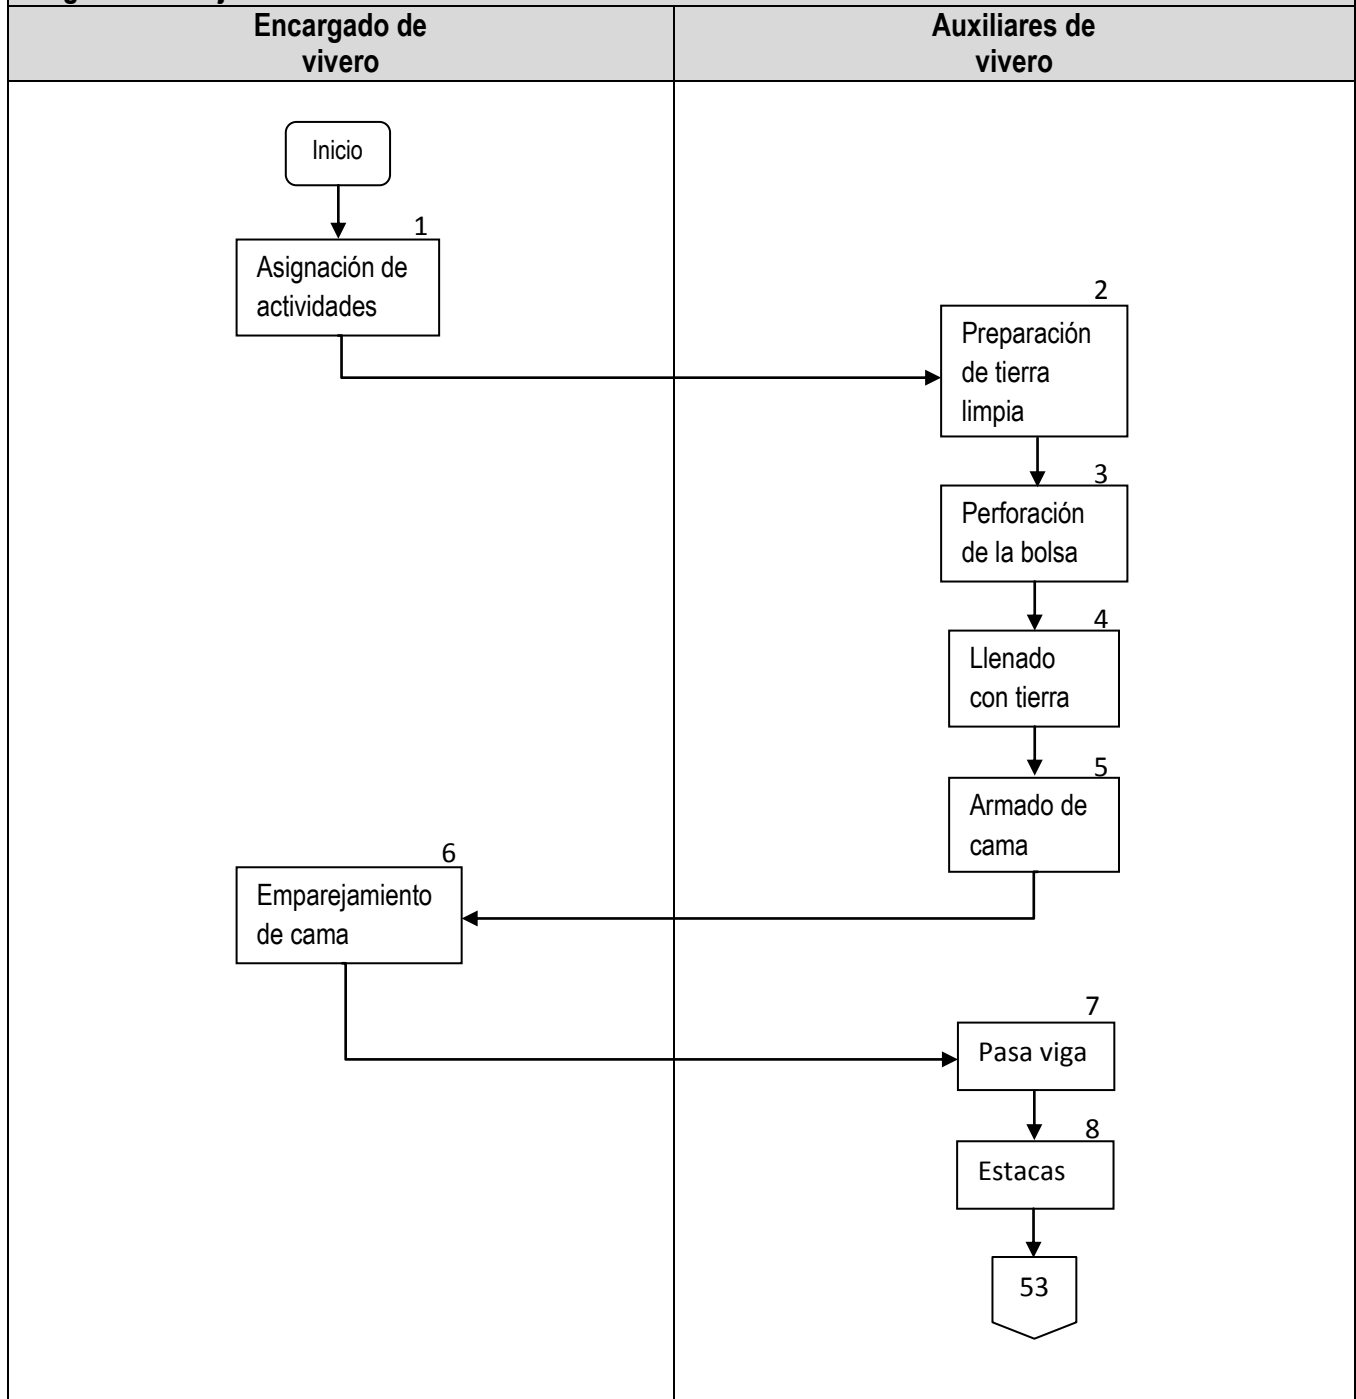 Encargado de
vivero
Auxiliares de
vivero
Inicio
1
Asignación de
actividades
2
Preparación
de tierra
limpia
3
Perforación
de la bolsa
4
Llenado
con tierra
5
Armado de
cama
6
Emparejamiento
de cama
7
Pasa viga
8
Estacas
53